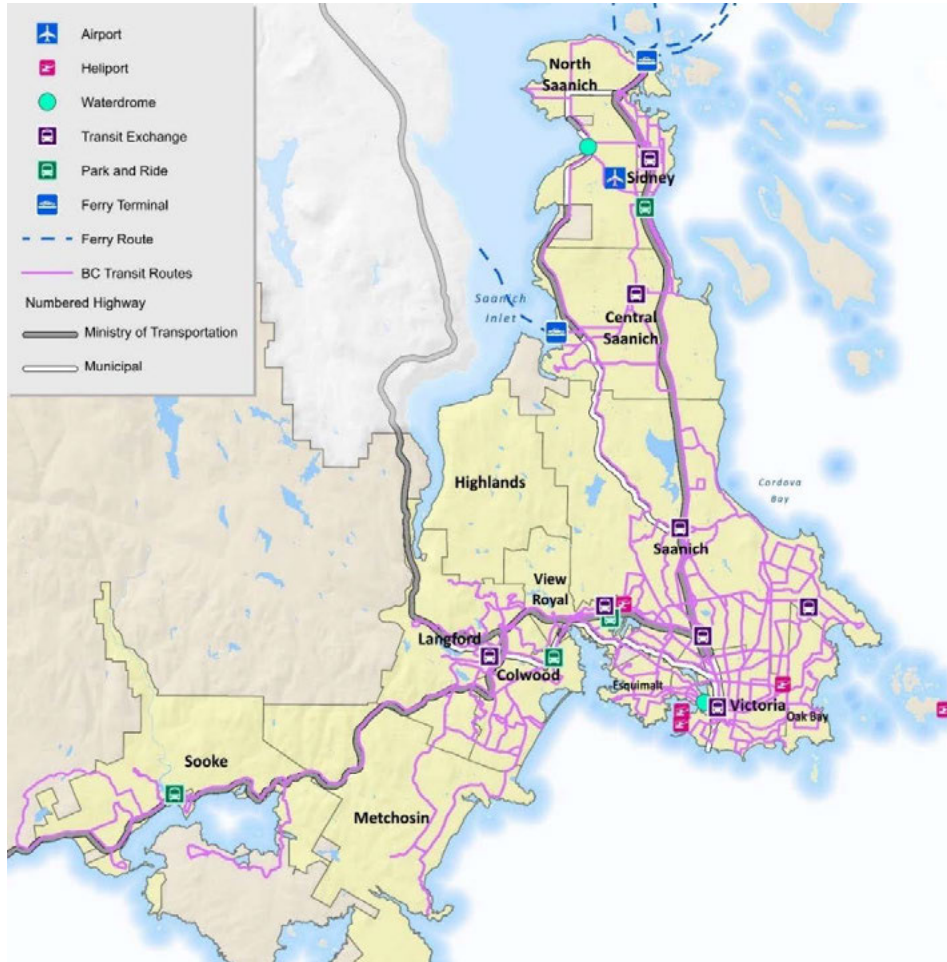 Airport
Heliport
Waterdrome
Transit Exchange
Park and Ride
Ferry Terminal
Ferry Route
BC Transit Routes
Numbered Highway
Ministry of Transportation
Municipal
North
Saanich
Sidney
Saanich
Inlet
Central
Saanich
Highlands
Cordova
Bay
Saanich
View
Royal
Langford
Colwood
Esquimalt
Victoria
Oak Bay
Sooke
Metchosin